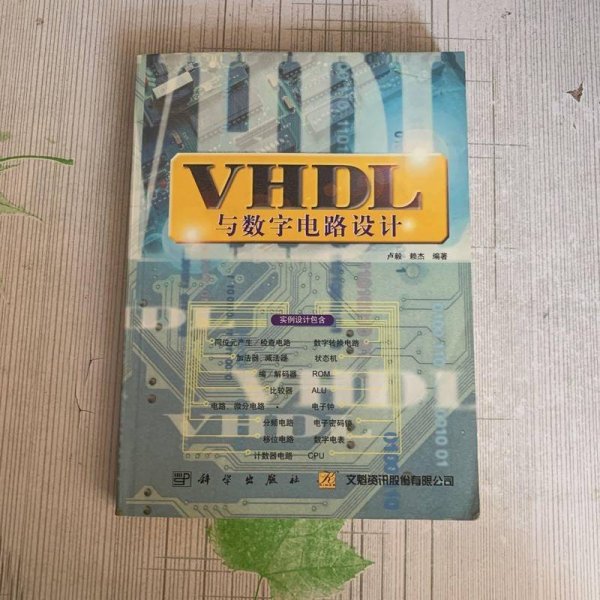 VHDL
与数字电路设计
卢毅 赖杰 编著
实例设计包含
同位元产生/检查电路 数字转换电路
加法器、减法器 状态机
编/解码器 ROM
比较器 ALU
电路、微分电路 电子钟
分频电路 电子密码锁
移位电路 数字电表
计数器电路 CPU
科学出版社 文魁资讯股份有限公司